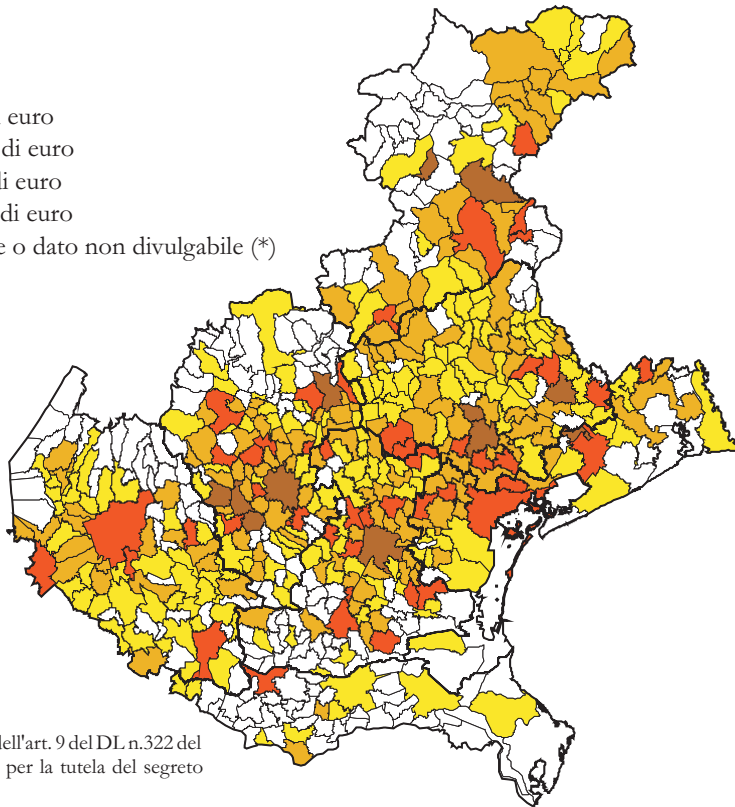 euro
di euro
di euro
di euro
e o dato non divulgabile (*)
dell'art. 9 del DL n.322 del
per la tutela del segreto